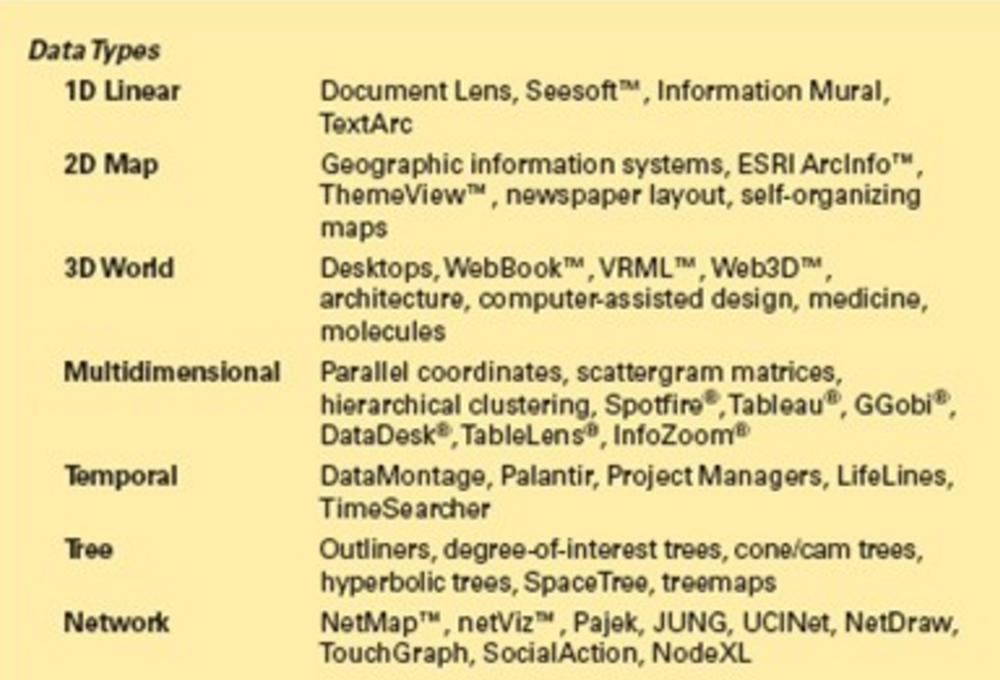 Data Types
1D Linear Document Lens, Seesoft™, Information Mural,
TextArc
2D Map Geographic information systems, ESRI ArcInfo™,
ThemeView™, newspaper layout, self-organizing
maps
3D World Desktops, WebBook™, VRML™, Web3D™,
architecture, computer-assisted design, medicine,
molecules
Multidimensional Parallel coordinates, scattergram matrices,
hierarchical clustering, Spotfire®, Tableau®, GGobi®,
DataDesk®, TableLens®, InfoZoom®
Temporal DataMontage, Palantir, Project Managers, LifeLines,
TimeSearcher
Tree Outliners, degree-of-interest trees, cone/cam trees,
hyperbolic trees, SpaceTree, treemaps
Network NetMap™, netViz™, Pajek, JUNG, UCINet, NetDraw,
TouchGraph, SocialAction, NodeXL